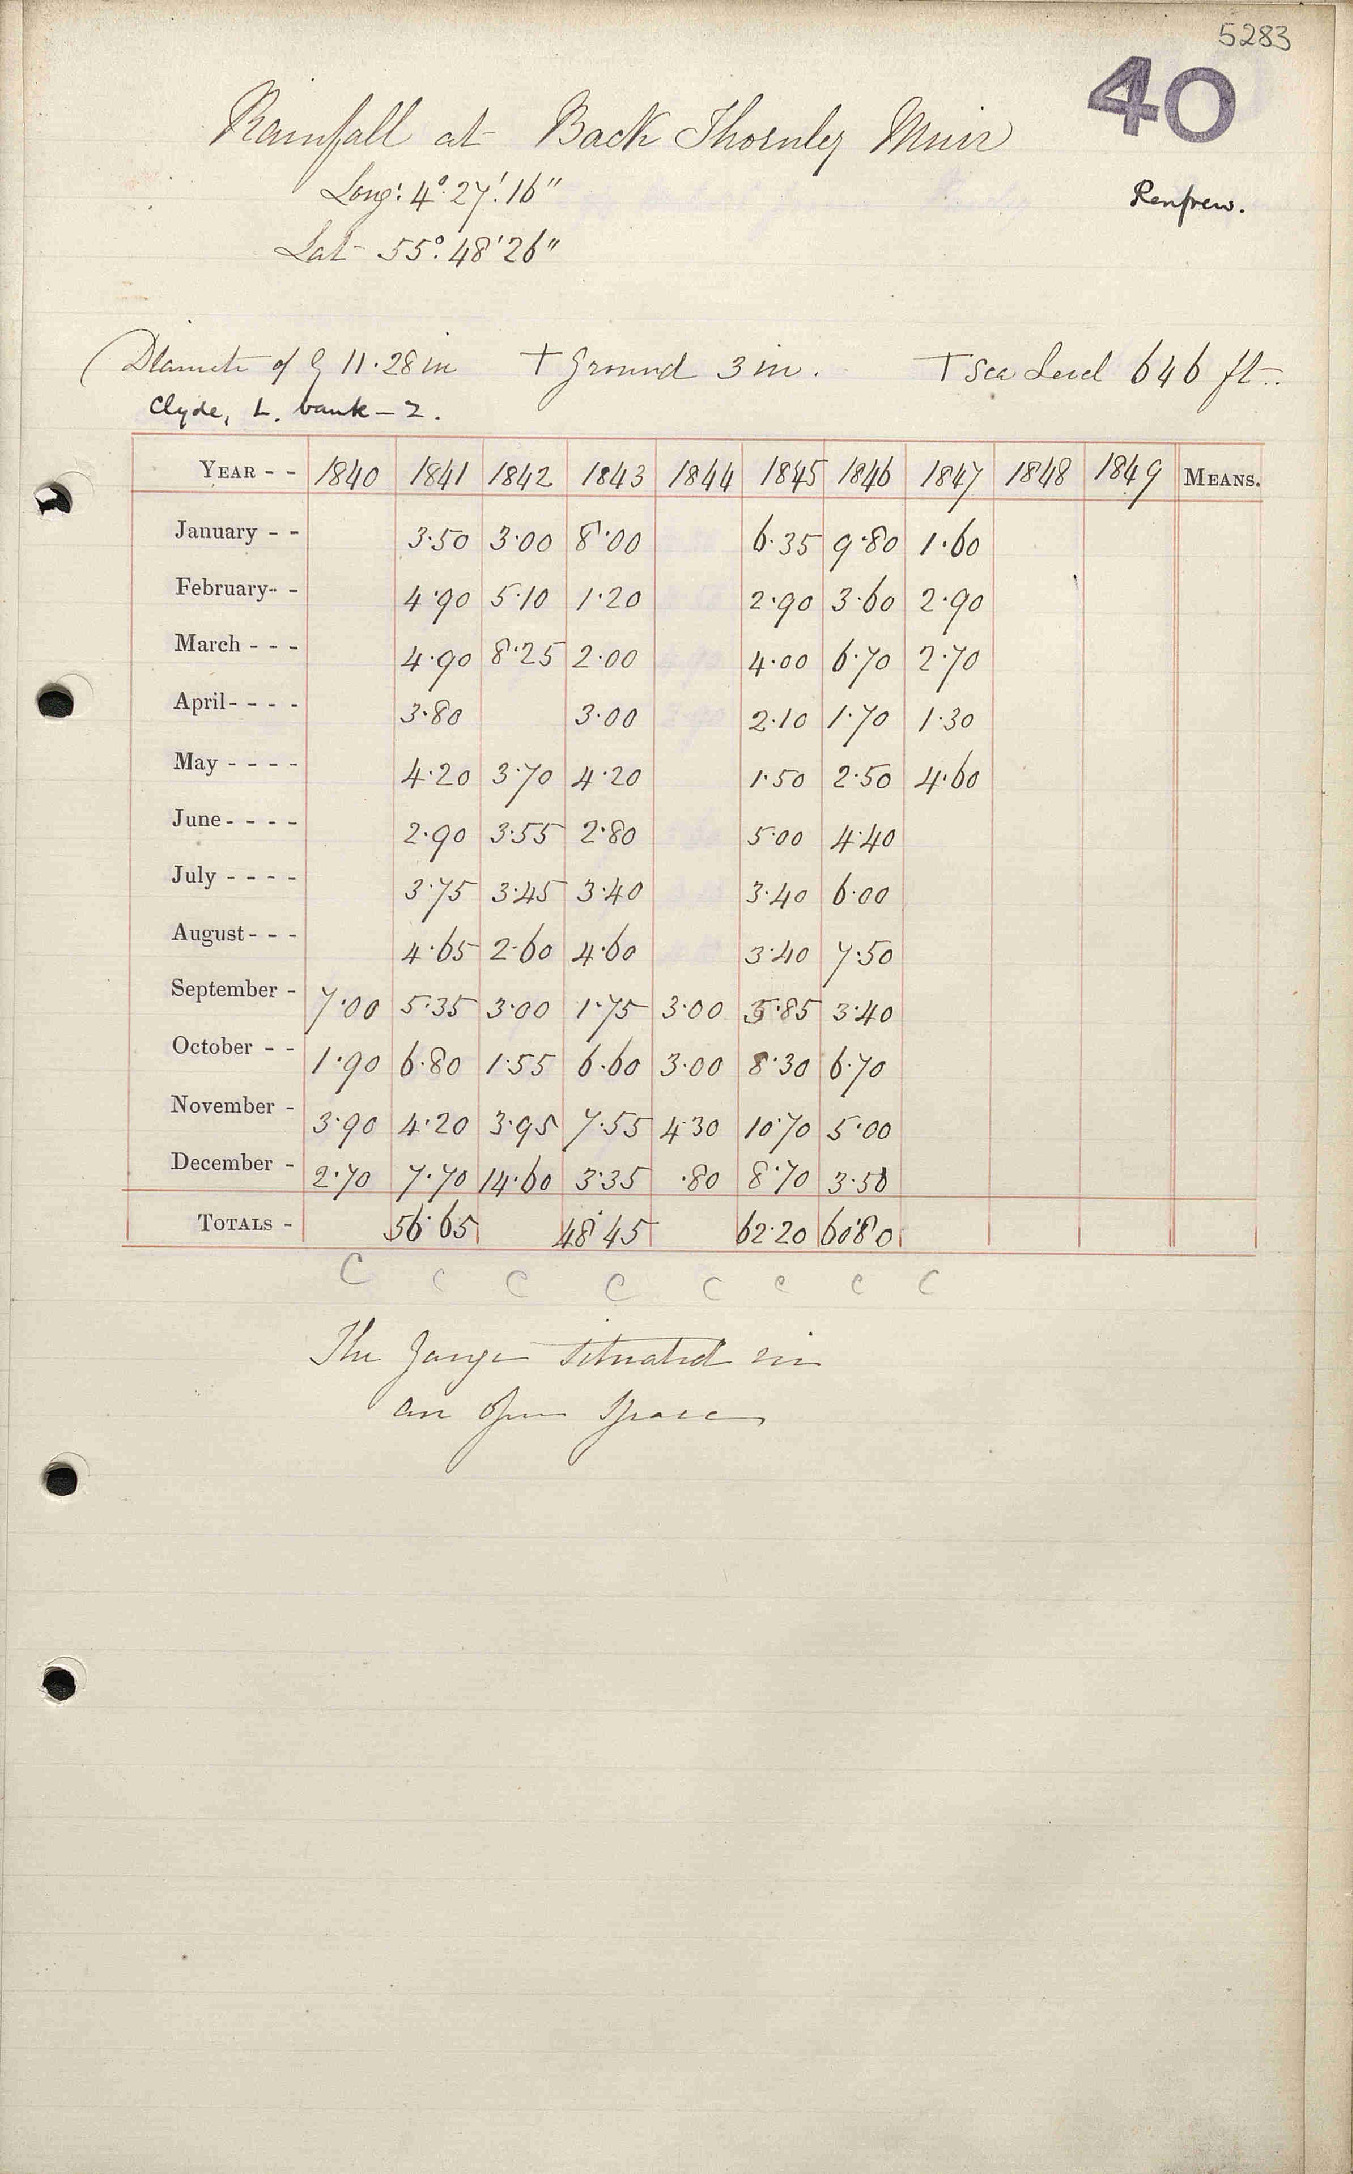 5283
40
Rainfall at Back Thornley Muir
Renfrew.
Long: 4° 27' 16"
Lat 55° 48' 26"
Diameter of G 11.28 in + Ground 3 in. + Sea Level 646 ft.
Clyde, L. bank - 2.
YEAR - - 1840 1841 1842 1843 1844 1845 1846 1847 1848 1849 MEANS.
January - - 3.50 3.00 8.00 6.35 9.80 1.60
February - - 4.90 5.10 1.20 2.90 3.60 2.90
March - - - 4.90 8.25 2.00 4.00 6.70 2.70
April - - - - 3.80 3.00 2.10 1.70 1.30
May - - - - 4.20 3.70 4.20 1.50 2.50 4.60
June - - - - 2.90 3.55 2.80 5.00 4.40
July - - - - 3.75 3.45 3.40 3.40 6.00
August - - - 4.65 2.60 4.60 3.40 7.50
September - 7.00 5.35 3.00 1.75 3.00 5.85 3.40
October - - 1.90 6.80 1.55 6.60 3.00 8.30 6.70
November - 3.90 4.20 3.95 7.55 4.30 10.70 5.00
December - 2.70 7.70 14.60 3.35 .80 8.70 3.50
TOTALS - 56.65 48.45 62.20 60.80
C C C C C C C C
The Gauge situated in
an open space